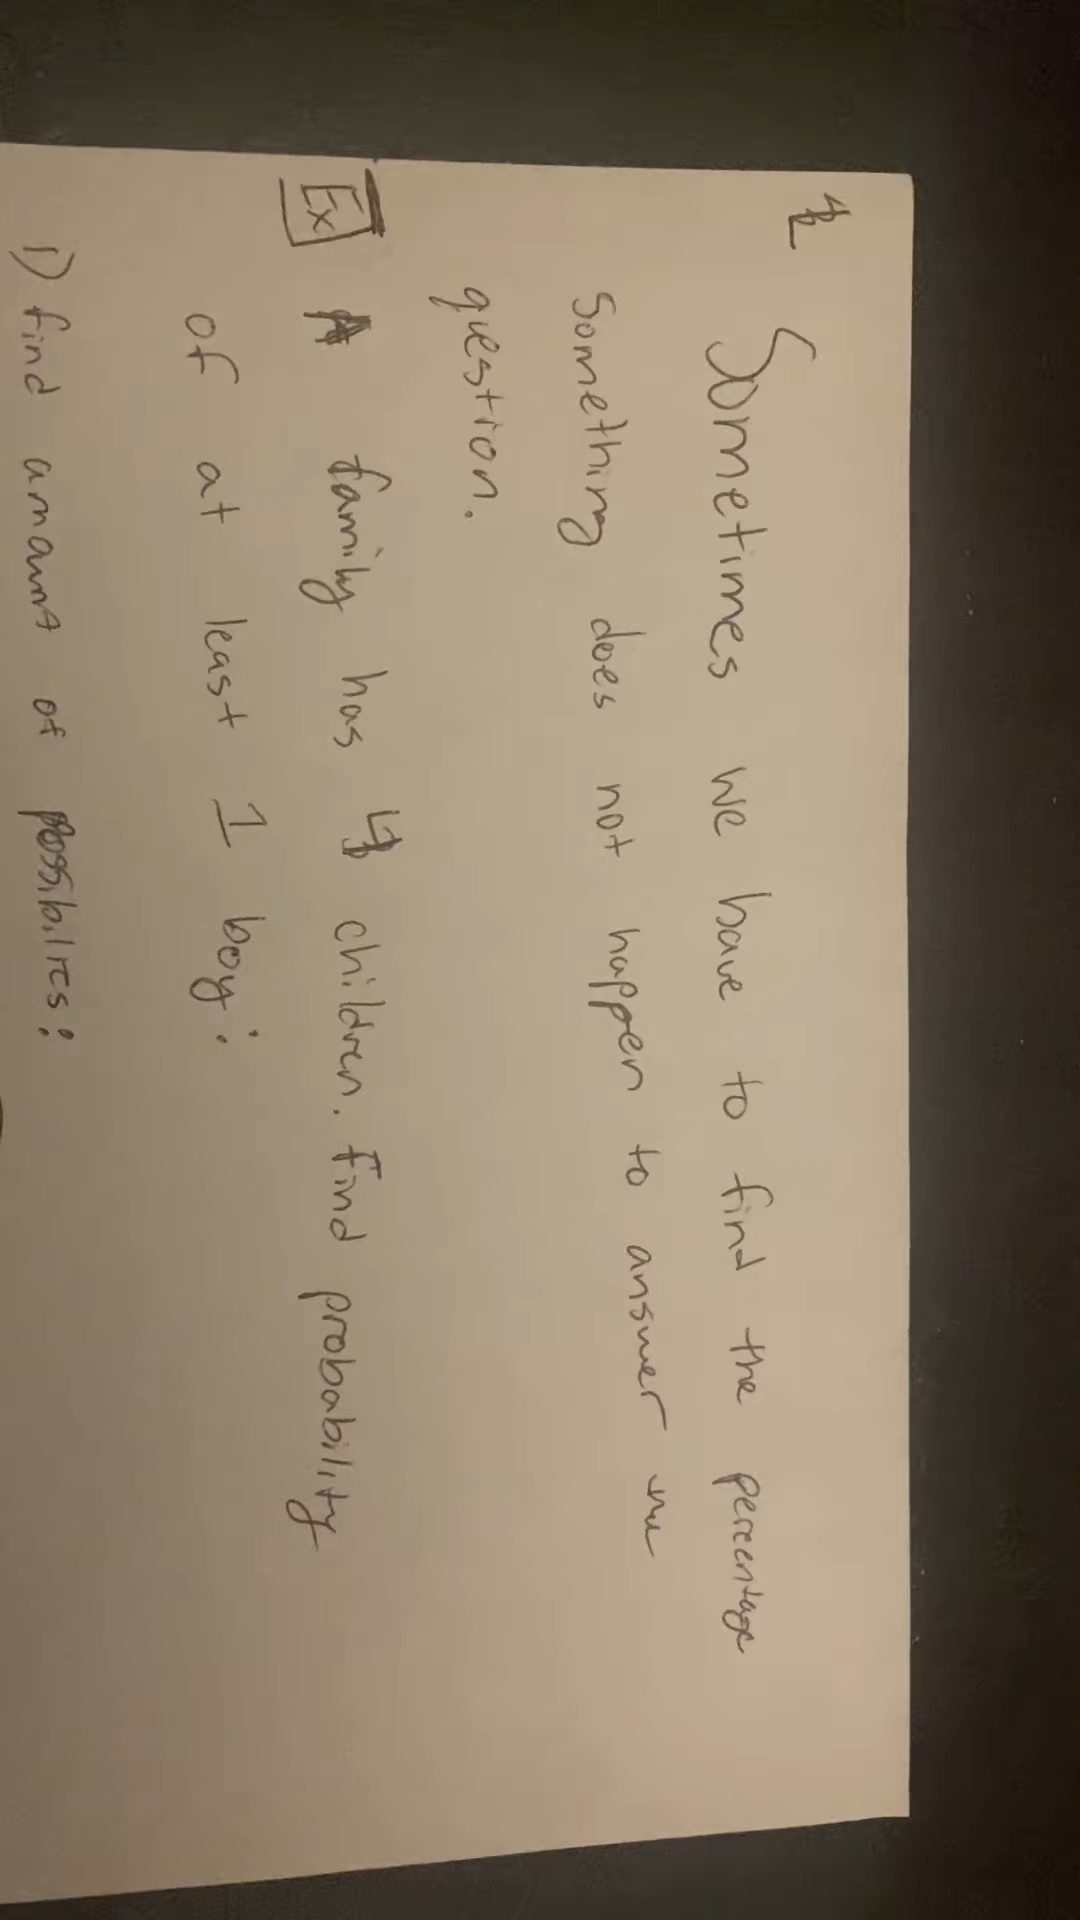 Sometimes we have to find the percentage
something does not happen to answer the
question.
Ex A family has 4 children. Find probability
of at least 1 boy:
1) find amount of possibilites: